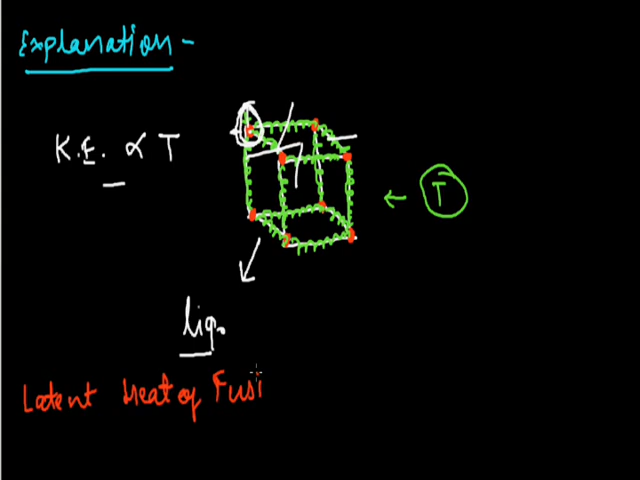 Explanation -
K.E. ∝ T
T
liq.
Latent Heat of Fusi